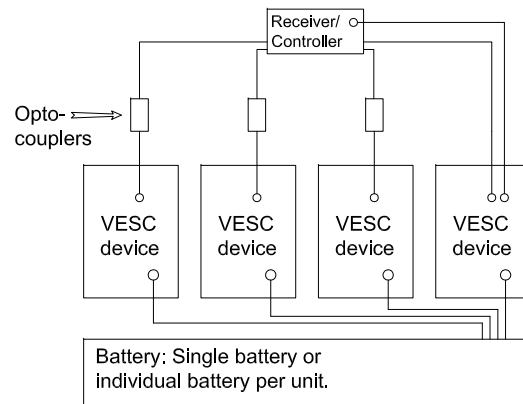 Receiver/
Controller
Opto-
couplers
VESC
device
VESC
device
VESC
device
VESC
device
Battery: Single battery or
individual battery per unit.